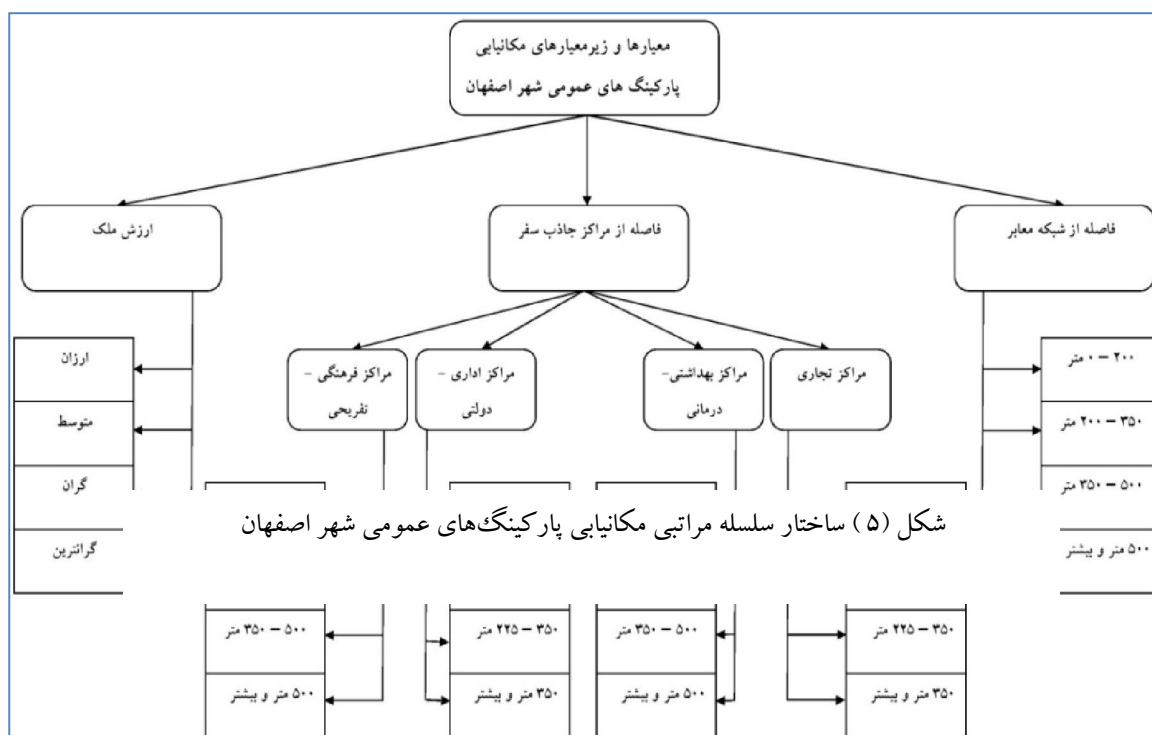 معیارها و زیرمعیارهای مکانیابی
پارکینگ های عمومی شهر اصفهان
فاصله از شبکه معابر
فاصله از مراکز جاذب سفر
ارزش ملک
مراکز تجاری
مراکز بهداشتی-
درمانی
مراکز اداری –
دولتی
مراکز فرهنگی –
تفریحی
۰ – ۲۰۰ متر
۲۰۰ – ۳۵۰ متر
۳۵۰ – ۵۰۰ متر
۵۰۰ متر و بیشتر
ارزان
متوسط
گران
گرانترین
شکل (۵ ) ساختار سلسله مراتبی مکانیابی پارکینگ‌های عمومی شهر اصفهان
۲۲۵ – ۳۵۰ متر
۳۵۰ متر و بیشتر
۳۵۰ – ۵۰۰ متر
۵۰۰ متر و بیشتر
۲۲۵ – ۳۵۰ متر
۳۵۰ متر و بیشتر
۳۵۰ – ۵۰۰ متر
۵۰۰ متر و بیشتر